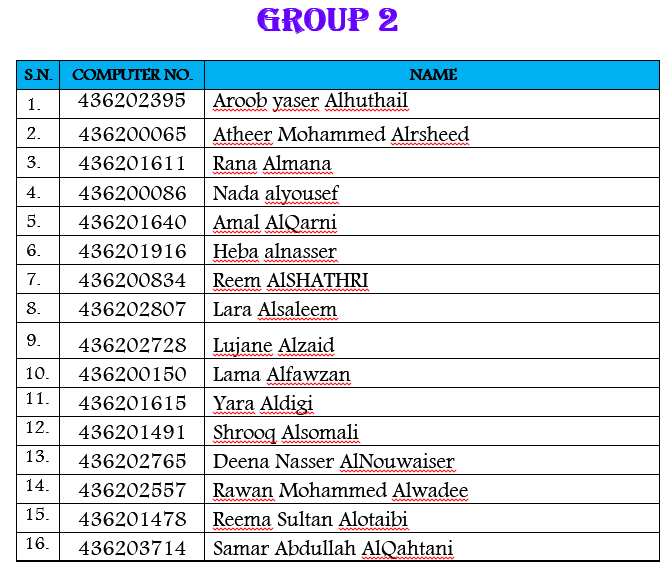 GROUP 2
S.N. COMPUTER NO. NAME
1. 436202395 Aroob yaser Alhuthail
2. 436200065 Atheer Mohammed Alrsheed
3. 436201611 Rana Almana
4. 436200086 Nada alyousef
5. 436201640 Amal AlQarni
6. 436201916 Heba alnasser
7. 436200834 Reem AlSHATHRI
8. 436202807 Lara Alsaleem
9. 436202728 Lujane Alzaid
10. 436200150 Lama Alfawzan
11. 436201615 Yara Aldigi
12. 436201491 Shrooq Alsomali
13. 436202765 Deena Nasser AlNouwaiser
14. 436202557 Rawan Mohammed Alwadee
15. 436201478 Reema Sultan Alotaibi
16. 436203714 Samar Abdullah AlQahtani